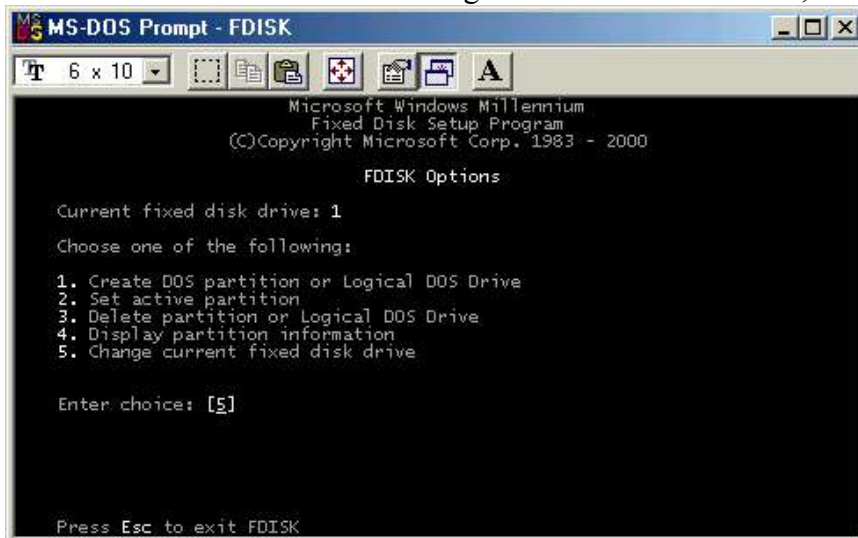 MS-DOS Prompt - FDISK
6 x 10
A
Microsoft Windows Millennium
Fixed Disk Setup Program
(C)Copyright Microsoft Corp. 1983 - 2000
FDISK Options
Current fixed disk drive: 1
Choose one of the following:
1. Create DOS partition or Logical DOS Drive
2. Set active partition
3. Delete partition or Logical DOS Drive
4. Display partition information
5. Change current fixed disk drive
Enter choice: [5]
Press Esc to exit FDISK